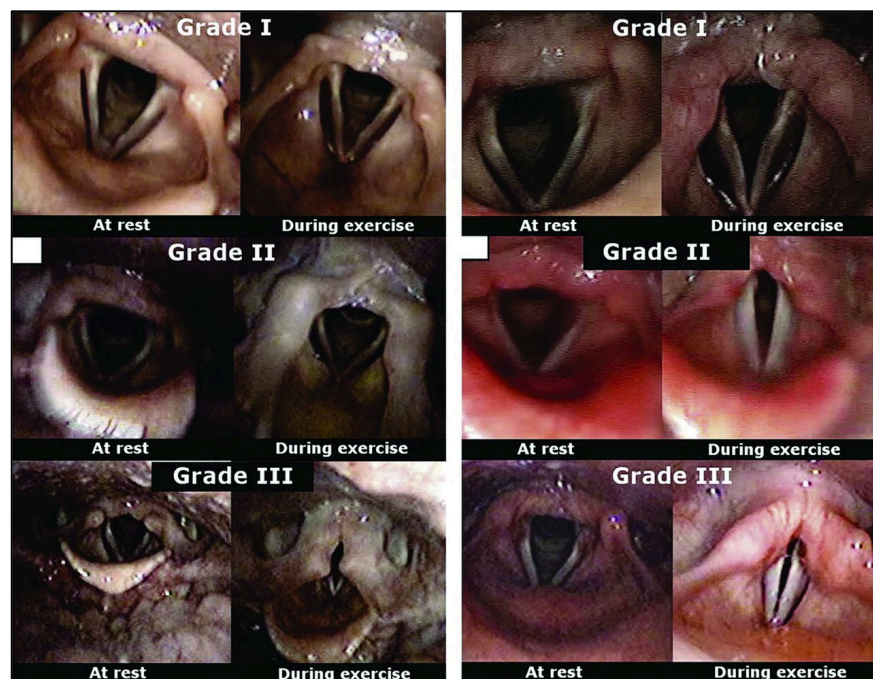 Grade I
At rest
During exercise
Grade II
At rest
During exercise
Grade III
At rest
During exercise
Grade I
At rest
During exercise
Grade II
At rest
During exercise
Grade III
At rest
During exercise